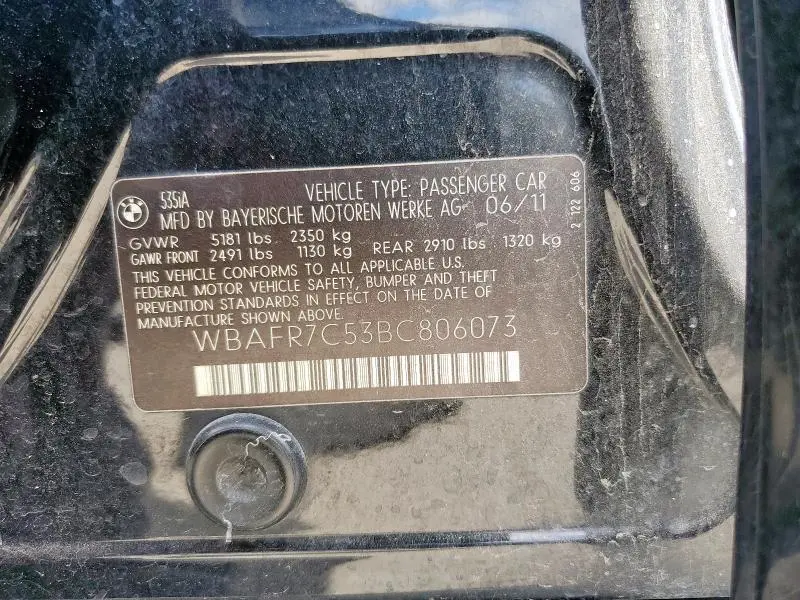 BMW
535iA
VEHICLE TYPE: PASSENGER CAR
MFD BY BAYERISCHE MOTOREN WERKE AG 06/11
GVWR 5181 lbs 2350 kg
GAWR FRONT 2491 lbs 1130 kg REAR 2910 lbs 1320 kg
THIS VEHICLE CONFORMS TO ALL APPLICABLE U.S.
FEDERAL MOTOR VEHICLE SAFETY, BUMPER AND THEFT
PREVENTION STANDARDS IN EFFECT ON THE DATE OF
MANUFACTURE SHOWN ABOVE.
WBAFR7C53BC806073
2 122 606